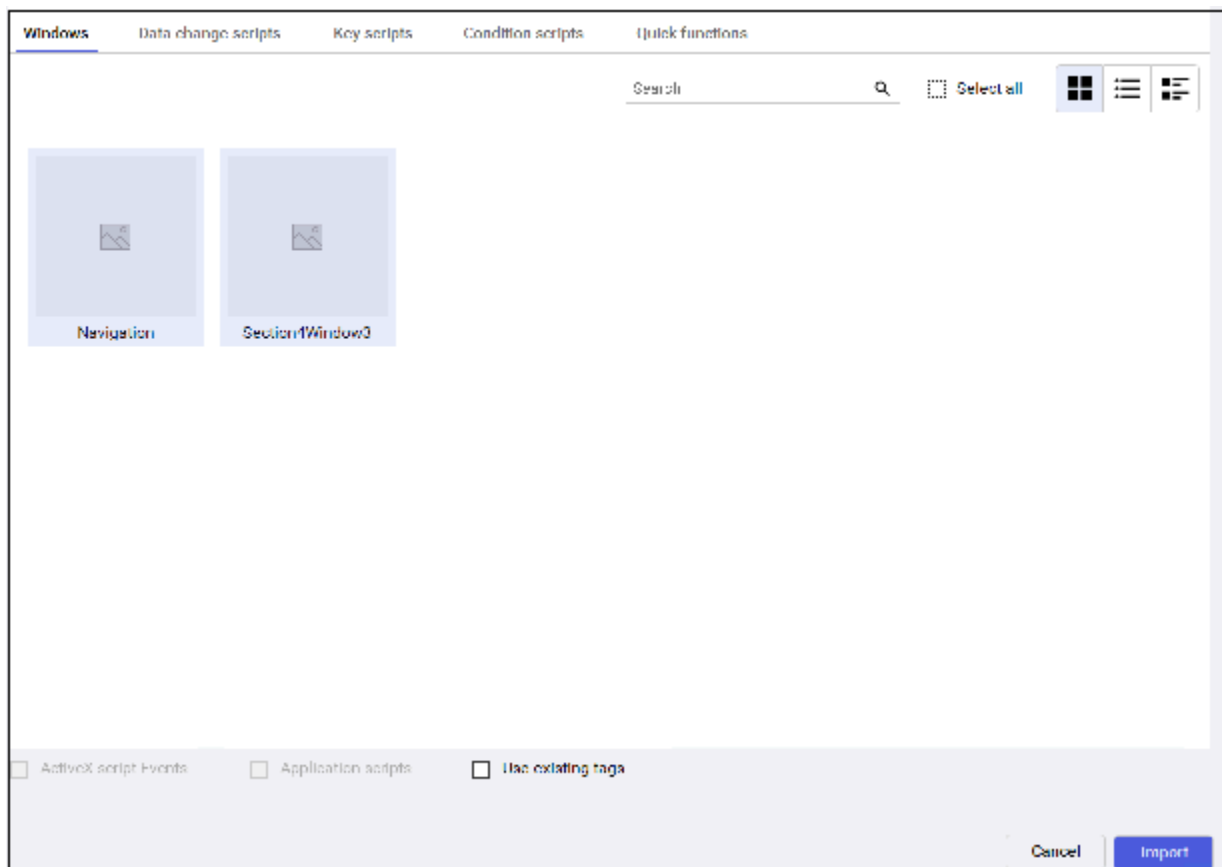 Windows Data change scripts Key scripts Condition scripts Quick functions
Search Select all
Navigation Section4Window3
ActiveX script Events Application scripts Use existing tags
Cancel Import